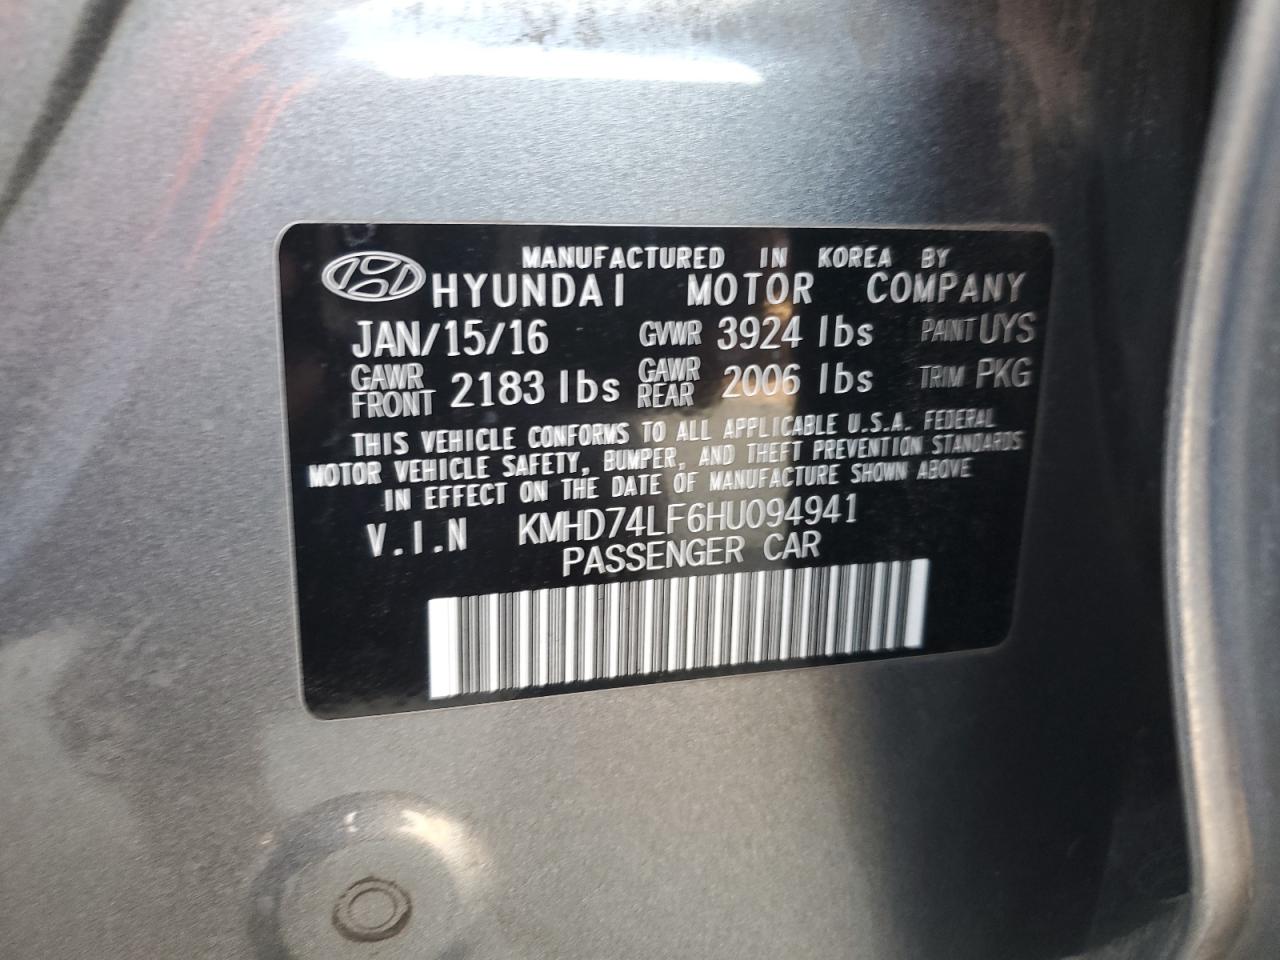 MANUFACTURED IN KOREA BY
HYUNDAI MOTOR COMPANY
JAN/15/16 GVWR 3924 lbs PAINT UYS
GAWR FRONT 2183 lbs GAWR REAR 2006 lbs TRIM PKG
THIS VEHICLE CONFORMS TO ALL APPLICABLE U.S.A. FEDERAL
MOTOR VEHICLE SAFETY, BUMPER, AND THEFT PREVENTION STANDARDS
IN EFFECT ON THE DATE OF MANUFACTURE SHOWN ABOVE
V.I.N KMHD74LF6HU094941
PASSENGER CAR